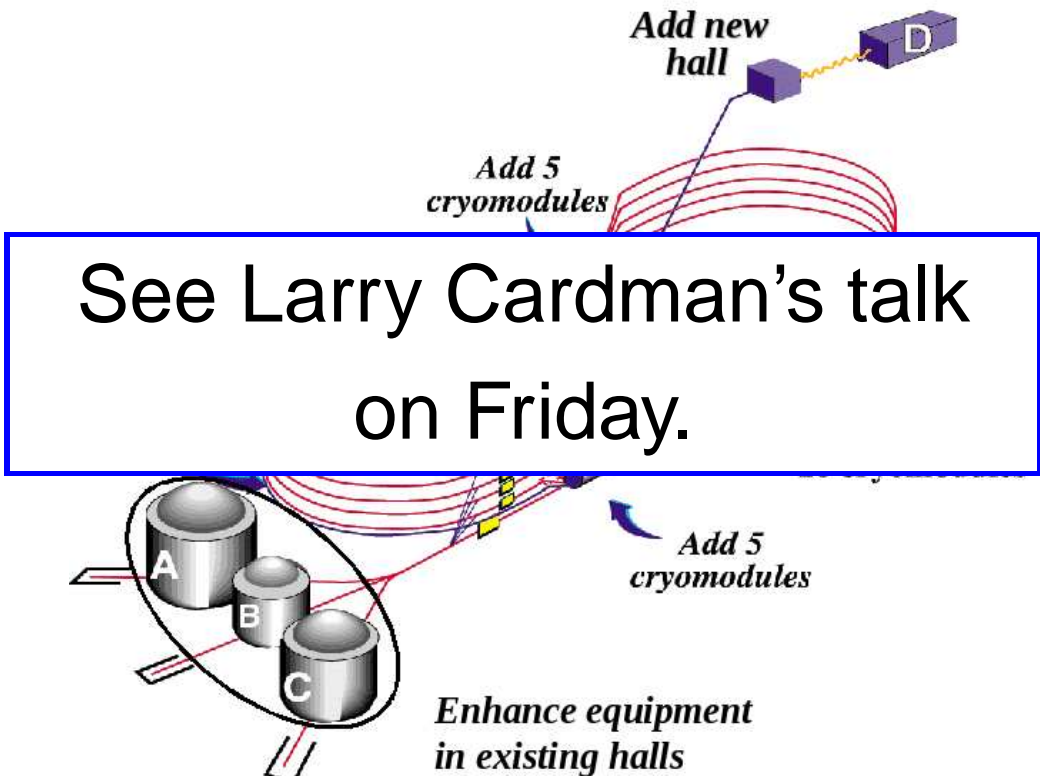 Add new
hall
D
Add 5
cryomodules
See Larry Cardman's talk
on Friday.
cryomodules
Add 5
cryomodules
A
B
C
Enhance equipment
in existing halls